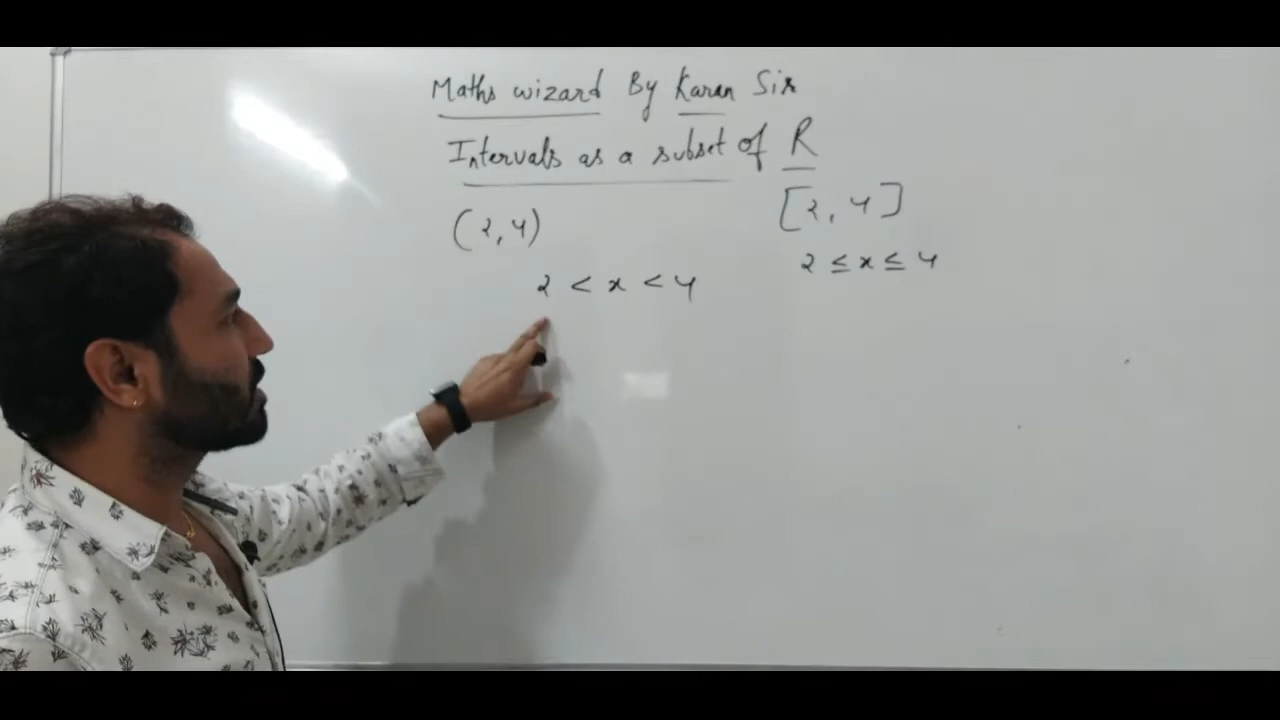 Maths wizard By Karan Sir
Intervals as a subset of R
(2, 4)
[2, 4]
2 < x < 4
2 ≤ x ≤ 4